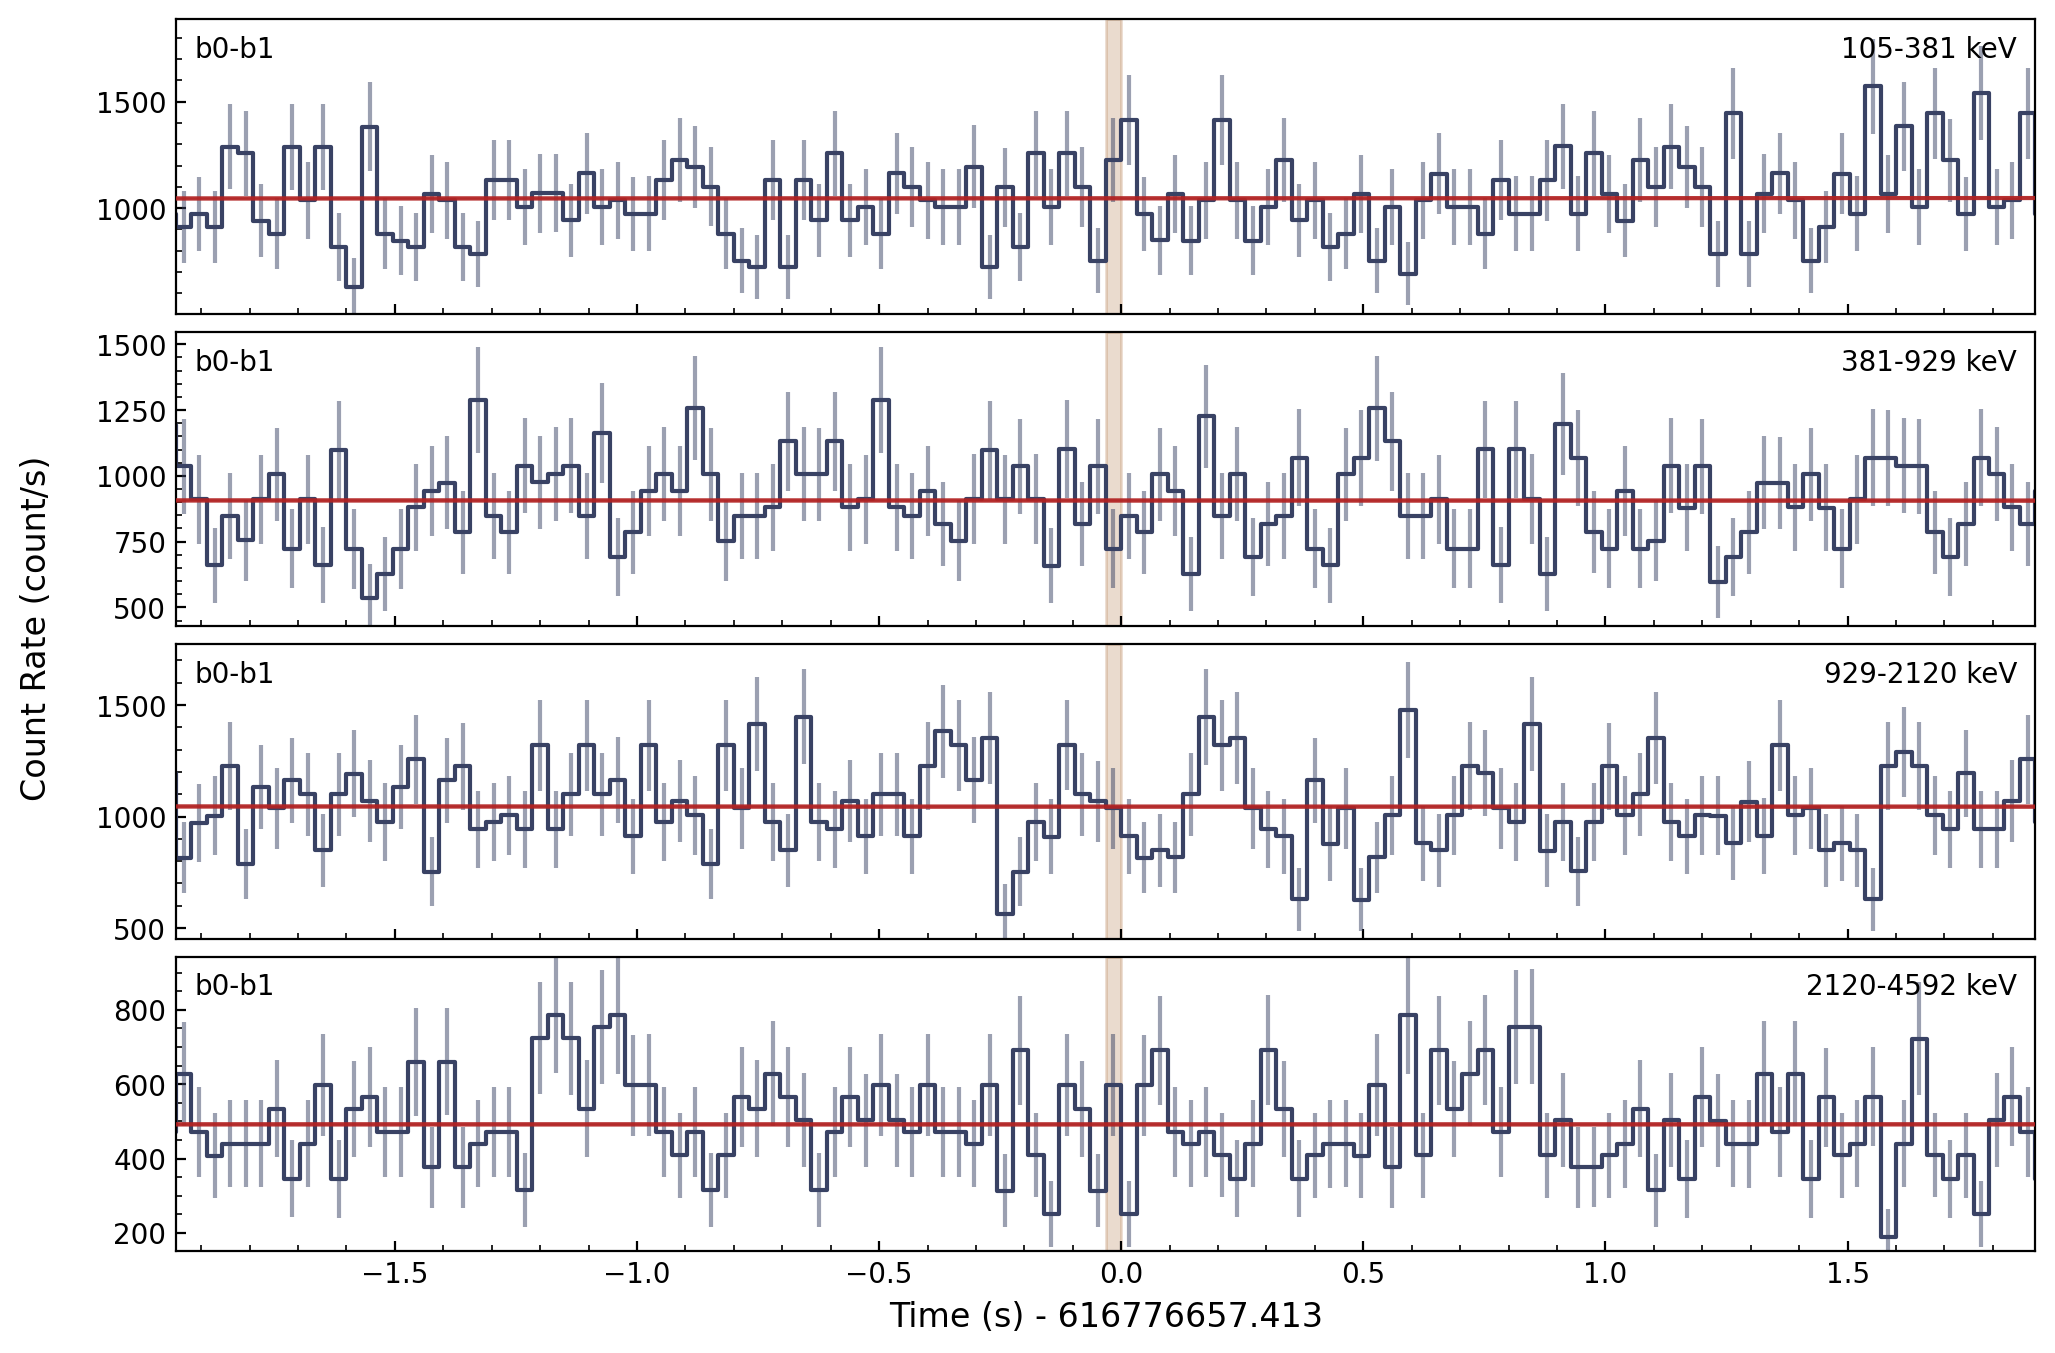 b0-b1 105-381 keV
1500
1000
b0-b1 381-929 keV
1500
1250
1000
750
500
b0-b1 929-2120 keV
1500
1000
500
b0-b1 2120-4592 keV
800
600
400
200
−1.5 −1.0 −0.5 0.0 0.5 1.0 1.5
Count Rate (count/s)
Time (s) - 616776657.413